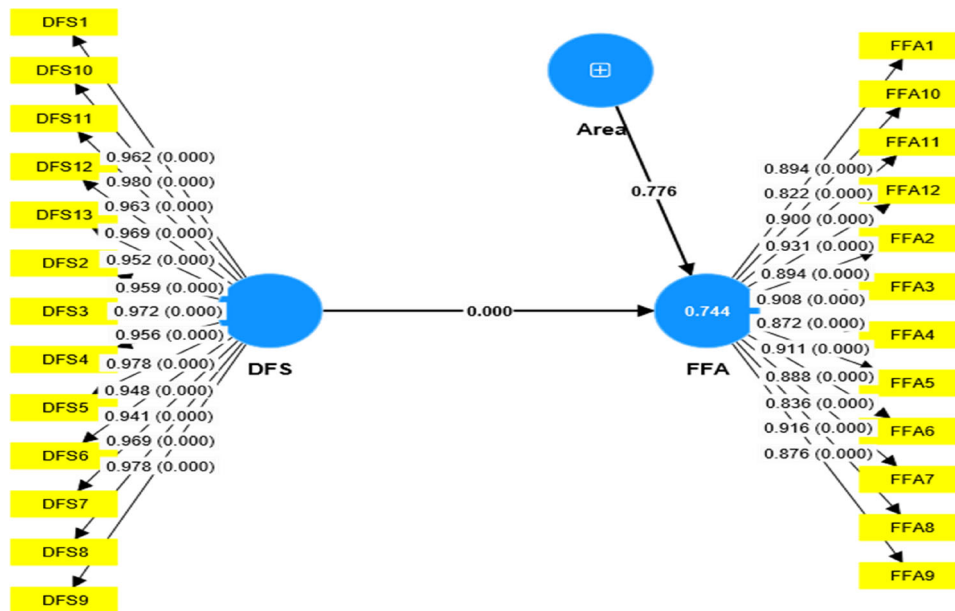 DFS1
DFS10
DFS11
DFS12
DFS13
DFS2
DFS3
DFS4
DFS5
DFS6
DFS7
DFS8
DFS9
0.962 (0.000)
0.980 (0.000)
0.963 (0.000)
0.969 (0.000)
0.952 (0.000)
0.959 (0.000)
0.972 (0.000)
0.956 (0.000)
0.978 (0.000)
0.948 (0.000)
0.941 (0.000)
0.969 (0.000)
0.978 (0.000)
DFS
0.000
Area
0.776
0.744
FFA
0.894 (0.000)
0.822 (0.000)
0.900 (0.000)
0.931 (0.000)
0.894 (0.000)
0.908 (0.000)
0.872 (0.000)
0.911 (0.000)
0.888 (0.000)
0.836 (0.000)
0.916 (0.000)
0.876 (0.000)
FFA1
FFA10
FFA11
FFA12
FFA2
FFA3
FFA4
FFA5
FFA6
FFA7
FFA8
FFA9